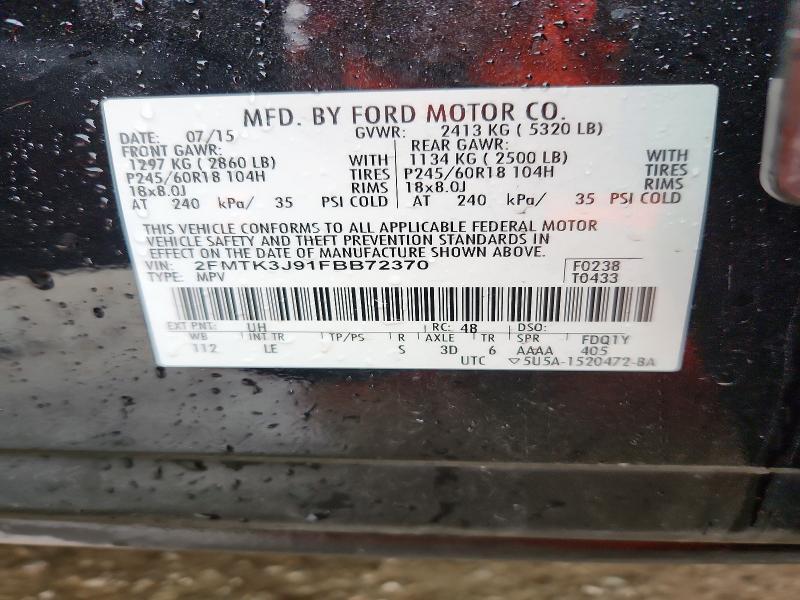 MFD. BY FORD MOTOR CO.
DATE: 07/15 GVWR: 2413 KG ( 5320 LB)
FRONT GAWR: REAR GAWR:
1297 KG ( 2860 LB) WITH 1134 KG ( 2500 LB) WITH
P245/60R18 104H TIRES P245/60R18 104H TIRES
18x8.0J RIMS 18x8.0J RIMS
AT 240 kPa/ 35 PSI COLD AT 240 kPa/ 35 PSI COLD
THIS VEHICLE CONFORMS TO ALL APPLICABLE FEDERAL MOTOR
VEHICLE SAFETY AND THEFT PREVENTION STANDARDS IN
EFFECT ON THE DATE OF MANUFACTURE SHOWN ABOVE.
VIN: 2FMTK3J91FBB72370 F0238
TYPE: MPV T0433
EXT PNT: UH RC: 48 DSO: FDQ1Y
WB INT TR TP/PS R AXLE TR SPR 405
112 LE S 3D 6 AAAA
UTC ▽5U5A-1520472-BA